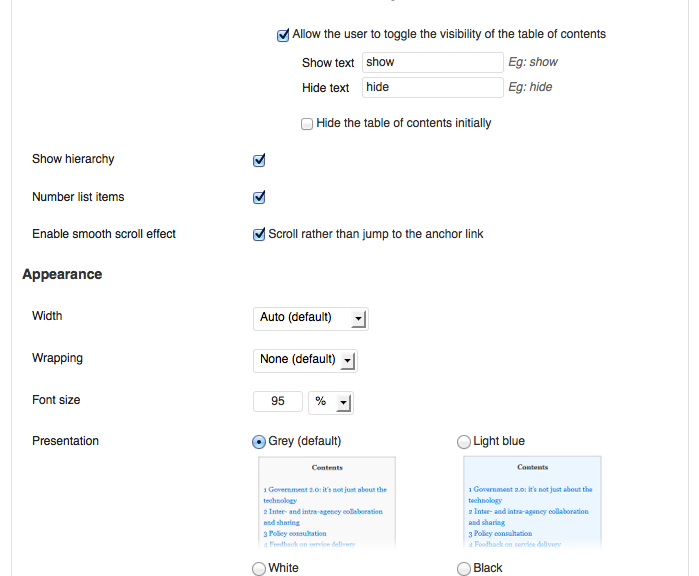 Allow the user to toggle the visibility of the table of contents
Show text show Eg: show
Hide text hide Eg: hide
Hide the table of contents initially
Show hierarchy
Number list items
Enable smooth scroll effect Scroll rather than jump to the anchor link
Appearance
Width Auto (default)
Wrapping None (default)
Font size 95 %
Presentation Grey (default) Light blue
Contents
1 Government 2.0: it's not just about the
technology
2 Inter- and intra-agency collaboration
and sharing
3 Policy consultation
4 Feedback on service delivery
Contents
1 Government 2.0: it's not just about the
technology
2 Inter- and intra-agency collaboration
and sharing
3 Policy consultation
4 Feedback on service delivery
White Black